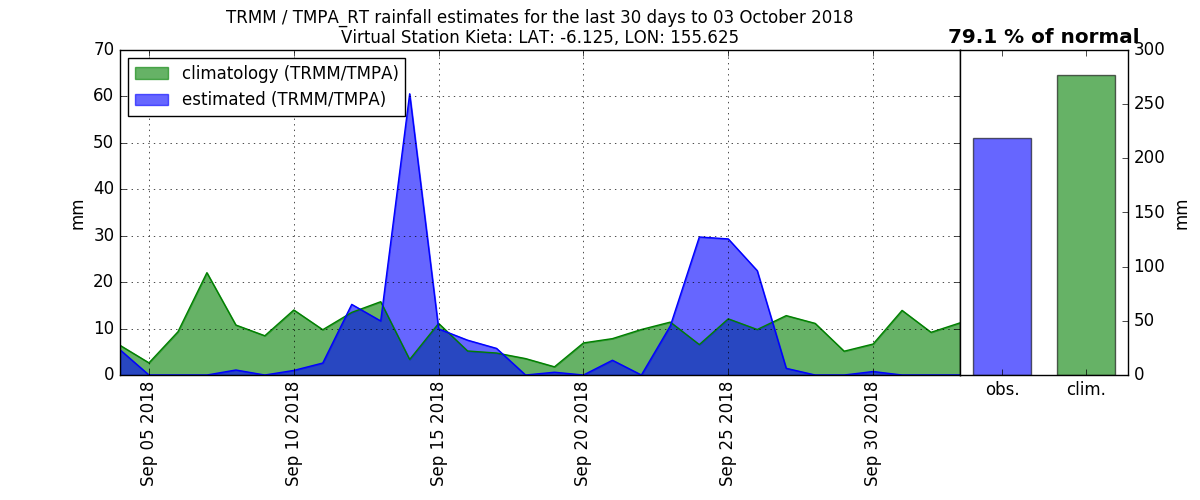 TRMM / TMPA_RT rainfall estimates for the last 30 days to 03 October 2018
Virtual Station Kieta: LAT: -6.125, LON: 155.625
79.1 % of normal
climatology (TRMM/TMPA)
estimated (TRMM/TMPA)
70
60
50
40
30
20
10
0
mm
Sep 05 2018
Sep 10 2018
Sep 15 2018
Sep 20 2018
Sep 25 2018
Sep 30 2018
300
250
200
150
100
50
0
mm
obs.
clim.